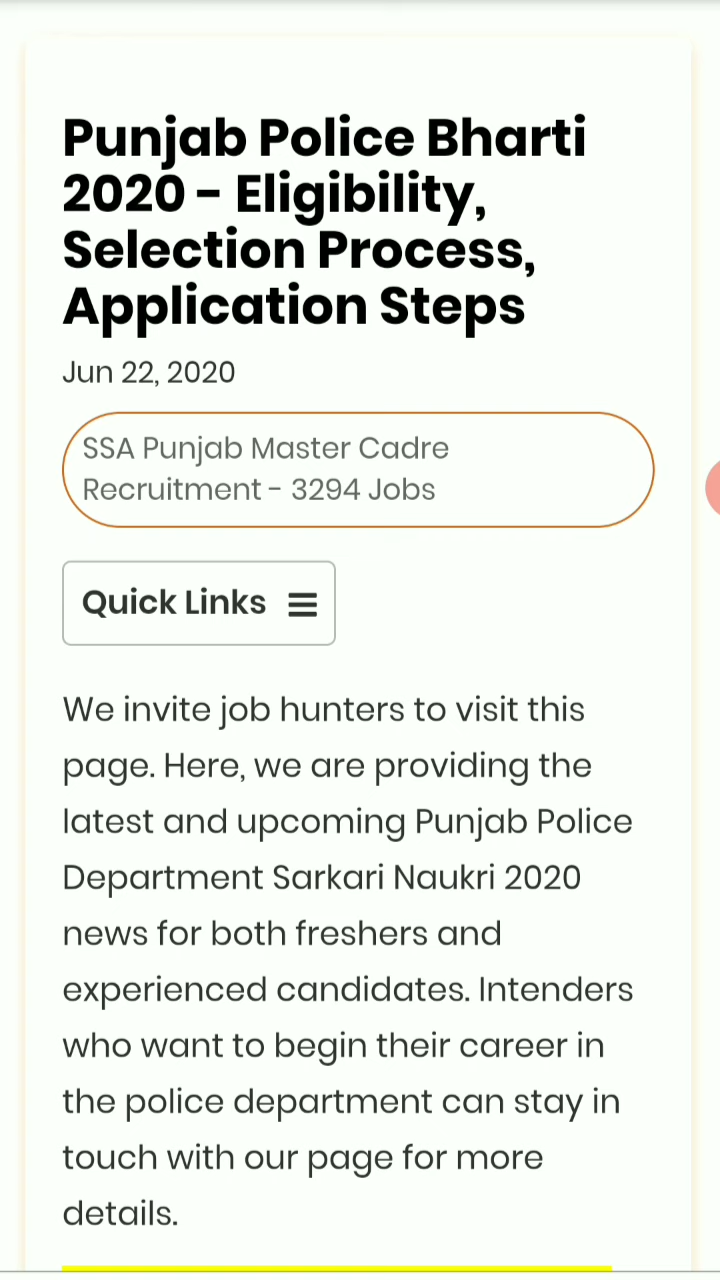 Punjab Police Bharti
2020 - Eligibility,
Selection Process,
Application Steps
Jun 22, 2020
SSA Punjab Master Cadre
Recruitment - 3294 Jobs
Quick Links
We invite job hunters to visit this
page. Here, we are providing the
latest and upcoming Punjab Police
Department Sarkari Naukri 2020
news for both freshers and
experienced candidates. Intenders
who want to begin their career in
the police department can stay in
touch with our page for more
details.